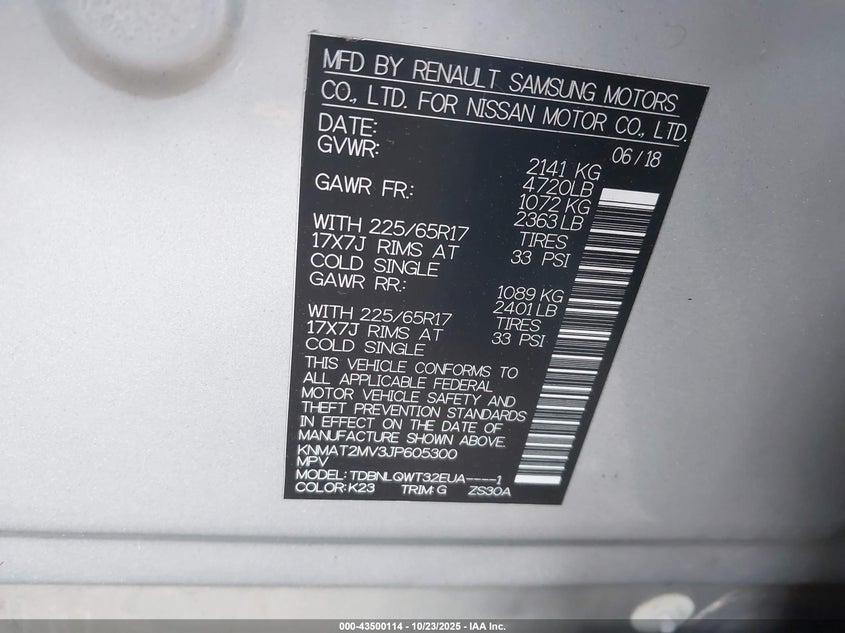 MFD BY RENAULT SAMSUNG MOTORS
CO., LTD. FOR NISSAN MOTOR CO., LTD.
DATE: 06/18
GVWR: 2141 KG
4720LB
GAWR FR: 1072 KG
2363 LB
WITH 225/65R17 TIRES
17X7J RIMS AT 33 PSI
COLD SINGLE
GAWR RR: 1089 KG
2401 LB
WITH 225/65R17 TIRES
17X7J RIMS AT 33 PSI
COLD SINGLE
THIS VEHICLE CONFORMS TO
ALL APPLICABLE FEDERAL
MOTOR VEHICLE SAFETY AND
THEFT PREVENTION STANDARDS
IN EFFECT ON THE DATE OF
MANUFACTURE SHOWN ABOVE.
KNMAT2MV3JP605300
MPV
MODEL: TDBNLQWT32EUA----1
COLOR: K23 TRIM: G ZS30A
000-43500114 - 10/23/2025 - IAA Inc.